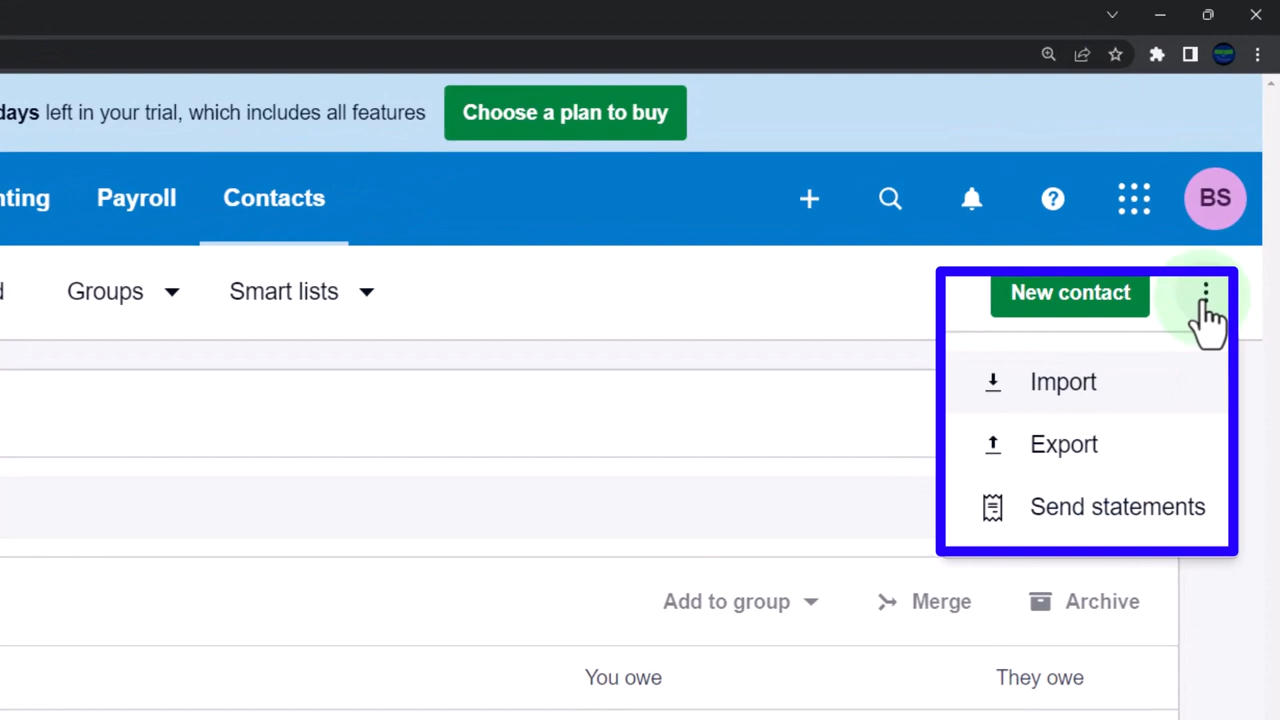 days left in your trial, which includes all features Choose a plan to buy
nting Payroll Contacts BS
d Groups Smart lists New contact
Import
Export
Send statements
Add to group Merge Archive
You owe They owe